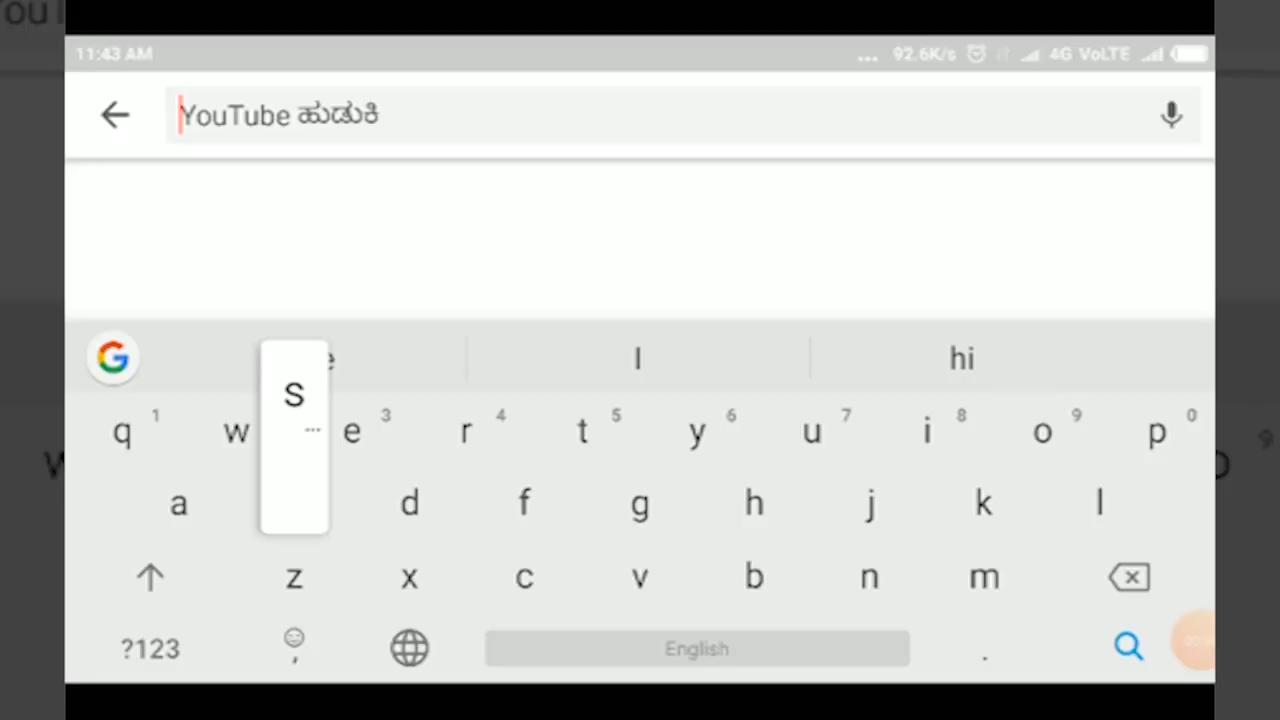 11:43 AM ... 92.6K/s 4G VoLTE
YouTube ಹುಡುಕಿ
I hi
S
q 1 w e 3 r 4 t 5 y 6 u 7 i 8 o 9 p 0
a d f g h j k l
z x c v b n m
?123 , English .